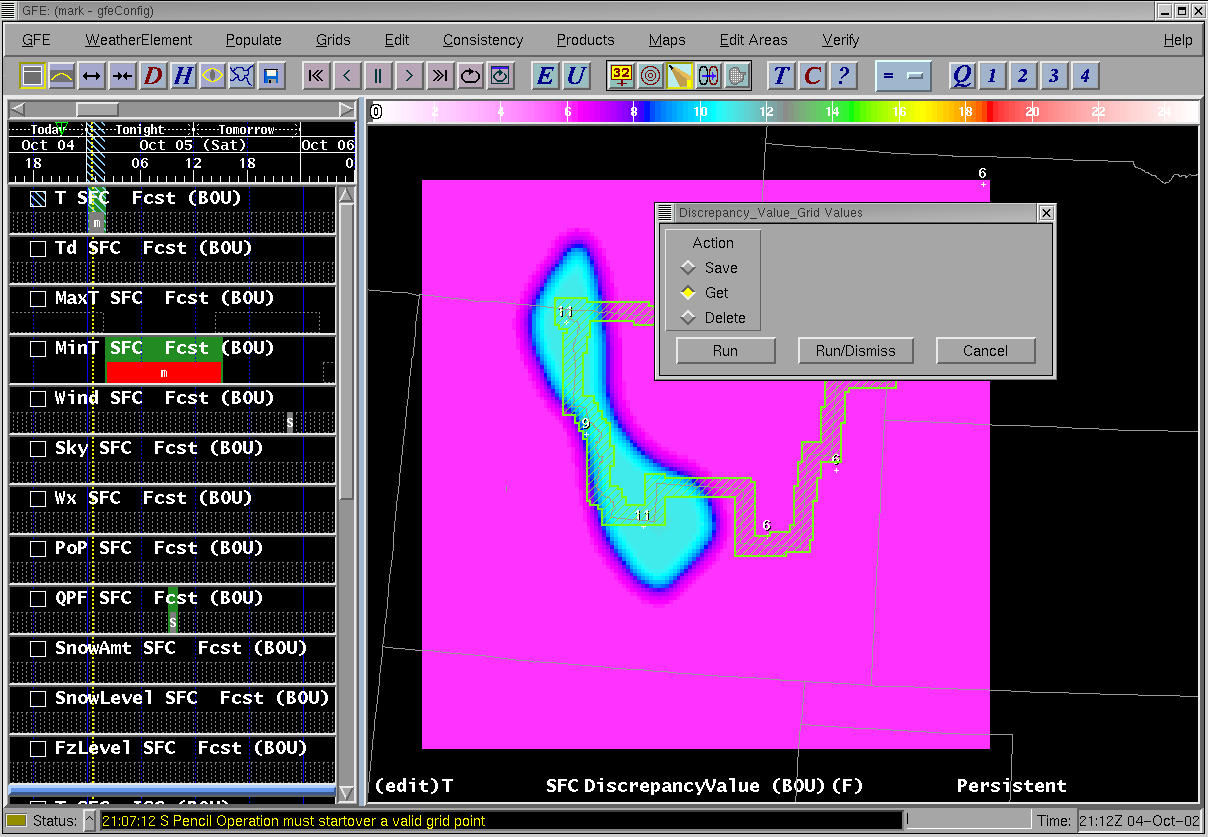 GFE: (mark - gfeConfig)
GFE WeatherElement Populate Grids Edit Consistency Products Maps Edit Areas Verify Help
D H E U 32 T C ? = Q 1 2 3 4
0 2 4 6 8 10 12 14 16 18 20 22 24
Today Tonight Tomorrow
Oct 04 Oct 05 (Sat) Oct 06
18 06 12 18 0
T SFC Fcst (BOU)
m
Td SFC Fcst (BOU)
MaxT SFC Fcst (BOU)
MinT SFC Fcst (BOU)
m
Wind SFC Fcst (BOU)
s
Sky SFC Fcst (BOU)
Wx SFC Fcst (BOU)
PoP SFC Fcst (BOU)
QPF SFC Fcst (BOU)
s
SnowAmt SFC Fcst (BOU)
SnowLevel SFC Fcst (BOU)
FzLevel SFC Fcst (BOU)
6
Discrepancy_Value_Grid Values
Action
Save
Get
Delete
Run Run/Dismiss Cancel
11
9
6
11
6
(edit)T SFC DiscrepancyValue (BOU) (F) Persistent
Status: ^ 21:07:12 S Pencil Operation must startover a valid grid point Time: 21:12Z 04-Oct-02